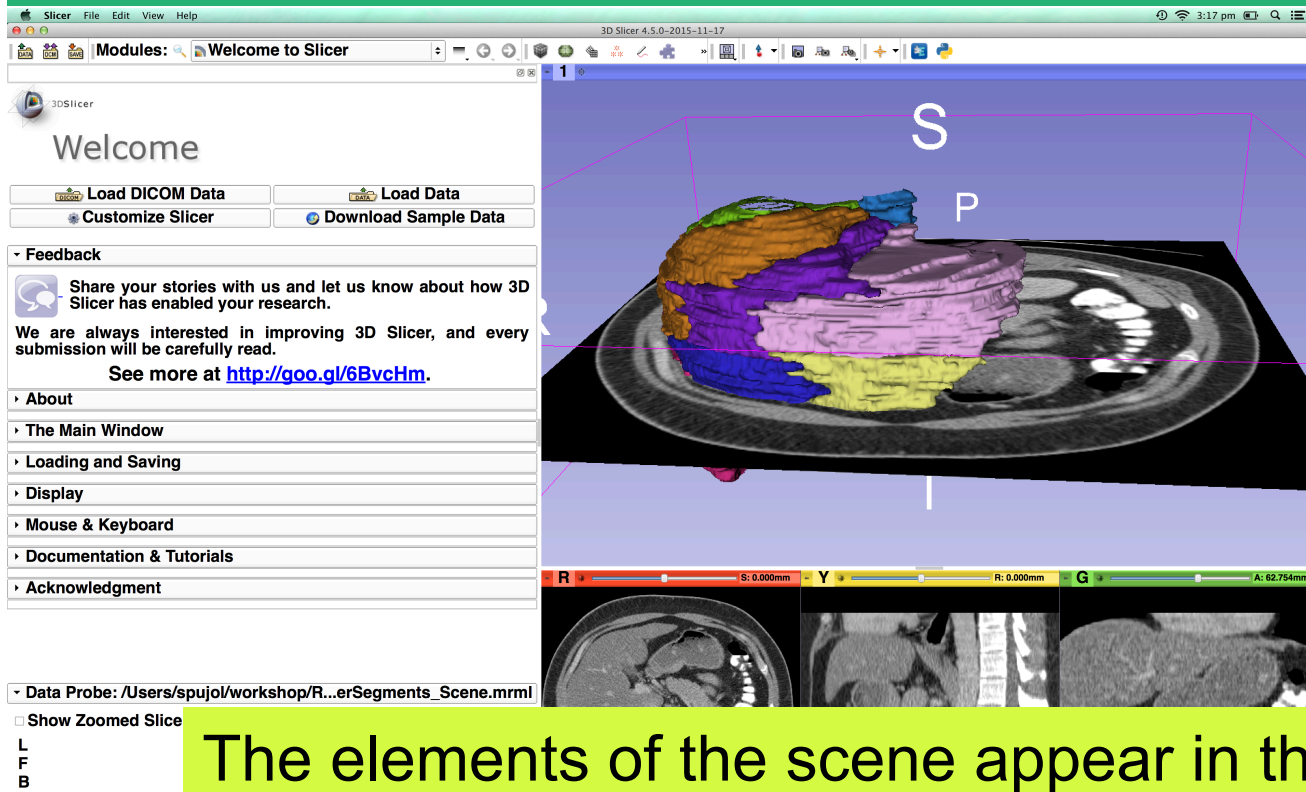 Slicer File Edit View Help
3:17 pm
3D Slicer 4.5.0-2015-11-17
DATA DCM SAVE Modules: Welcome to Slicer
1
3DSlicer
Welcome
DICOM Load DICOM Data
DATA Load Data
Customize Slicer
Download Sample Data
Feedback
Share your stories with us and let us know about how 3D
Slicer has enabled your research.
We are always interested in improving 3D Slicer, and every
submission will be carefully read.
See more at http://goo.gl/6BvcHm.
About
The Main Window
Loading and Saving
Display
Mouse & Keyboard
Documentation & Tutorials
Acknowledgment
S
P
R
I
R S: 0.000mm
Y R: 0.000mm
G A: 62.754mm
Data Probe: /Users/spujol/workshop/R...erSegments_Scene.mrml
Show Zoomed Slice
L
F
B
The elements of the scene appear in th